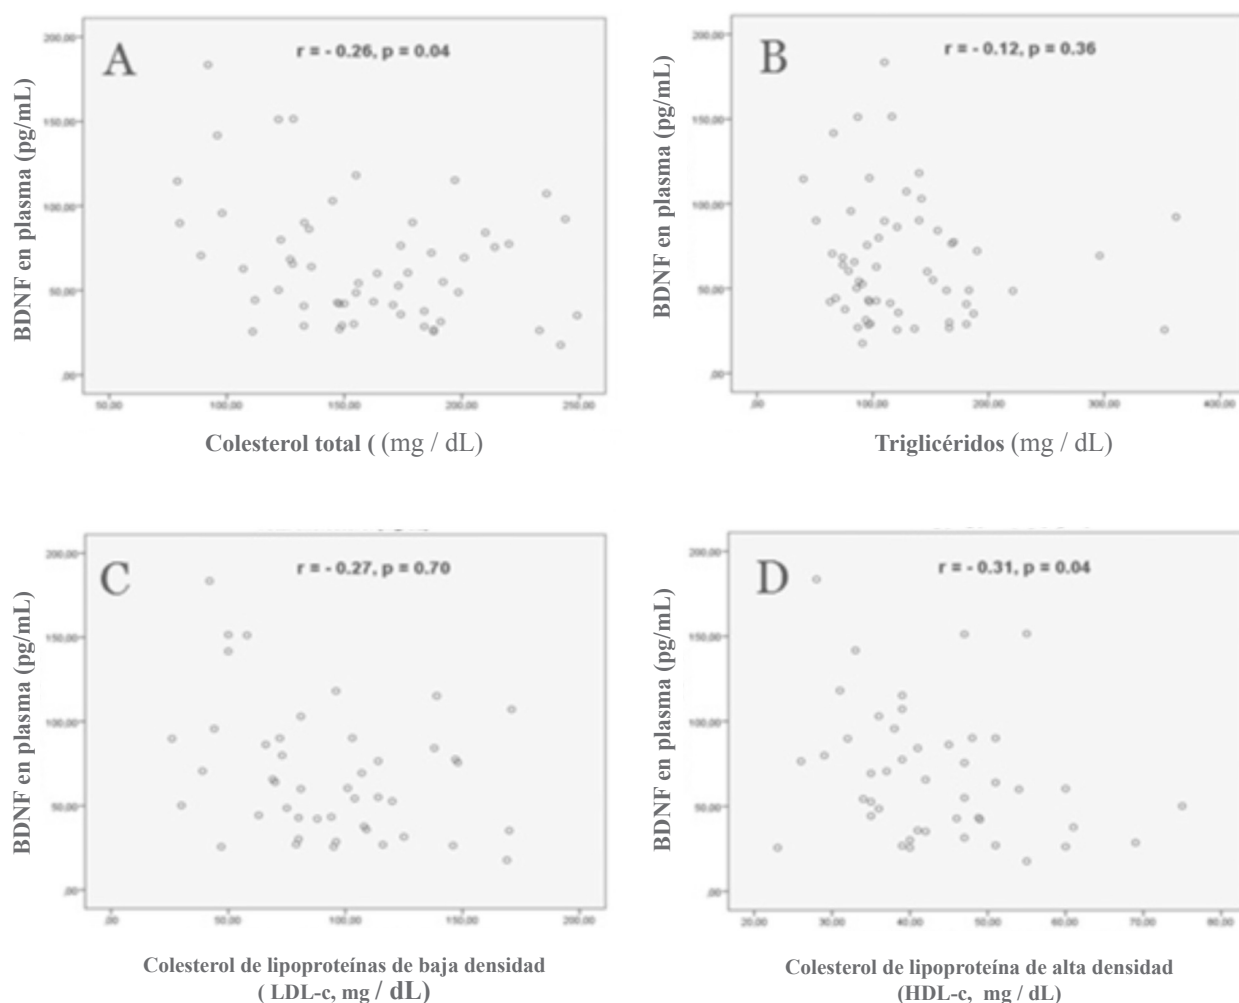 A
r = - 0.26, p = 0.04
BDNF en plasma (pg/mL)
200,00
150,00
100,00
50,00
,00
50,00 100,00 150,00 200,00 250,00
Colesterol total ( (mg / dL)
B
r = - 0.12, p = 0.36
BDNF en plasma (pg/mL)
200,00
150,00
100,00
50,00
,00
,00 100,00 200,00 300,00 400,00
Triglicéridos (mg / dL)
C
r = - 0.27, p = 0.70
BDNF en plasma (pg/mL)
200,00
150,00
100,00
50,00
,00
,00 50,00 100,00 150,00 200,00
Colesterol de lipoproteínas de baja densidad
( LDL-c, mg / dL)
D
r = - 0.31, p = 0.04
BDNF en plasma (pg/mL)
200,00
150,00
100,00
50,00
,00
20,00 30,00 40,00 50,00 60,00 70,00 80,00
Colesterol de lipoproteína de alta densidad
(HDL-c, mg / dL)